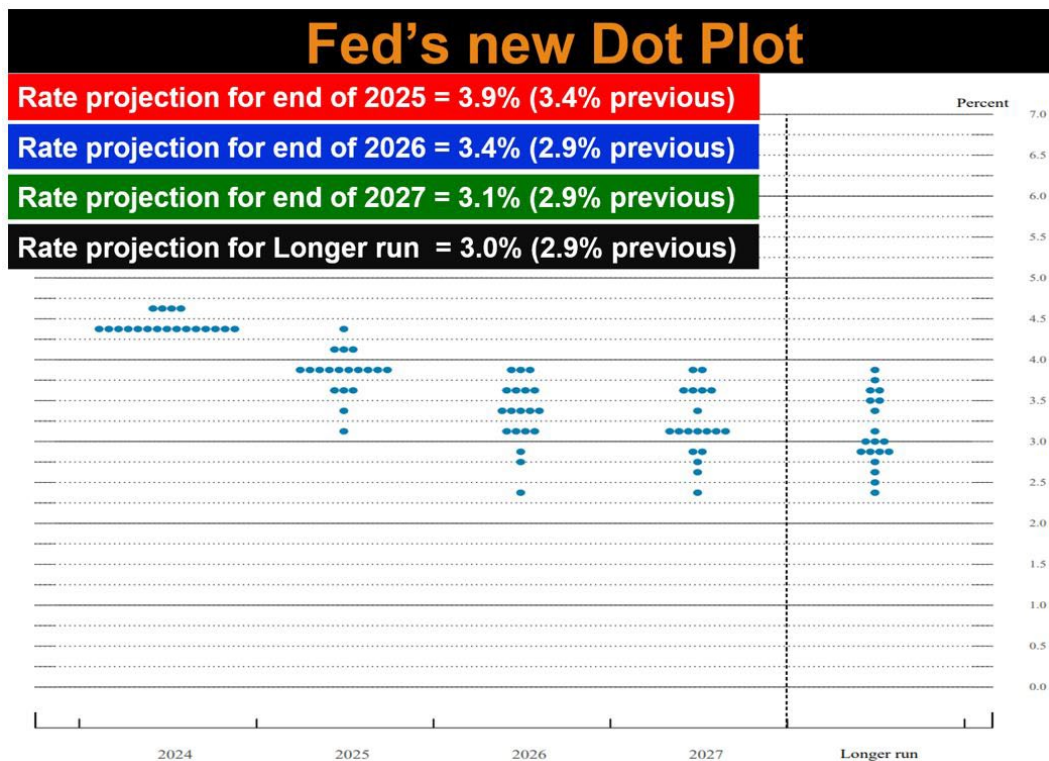 Fed's new Dot Plot
Rate projection for end of 2025 = 3.9% (3.4% previous)
Rate projection for end of 2026 = 3.4% (2.9% previous)
Rate projection for end of 2027 = 3.1% (2.9% previous)
Rate projection for Longer run = 3.0% (2.9% previous)
Percent
7.0
6.5
6.0
5.5
5.0
4.5
4.0
3.5
3.0
2.5
2.0
1.5
1.0
0.5
0.0
2024 2025 2026 2027 Longer run